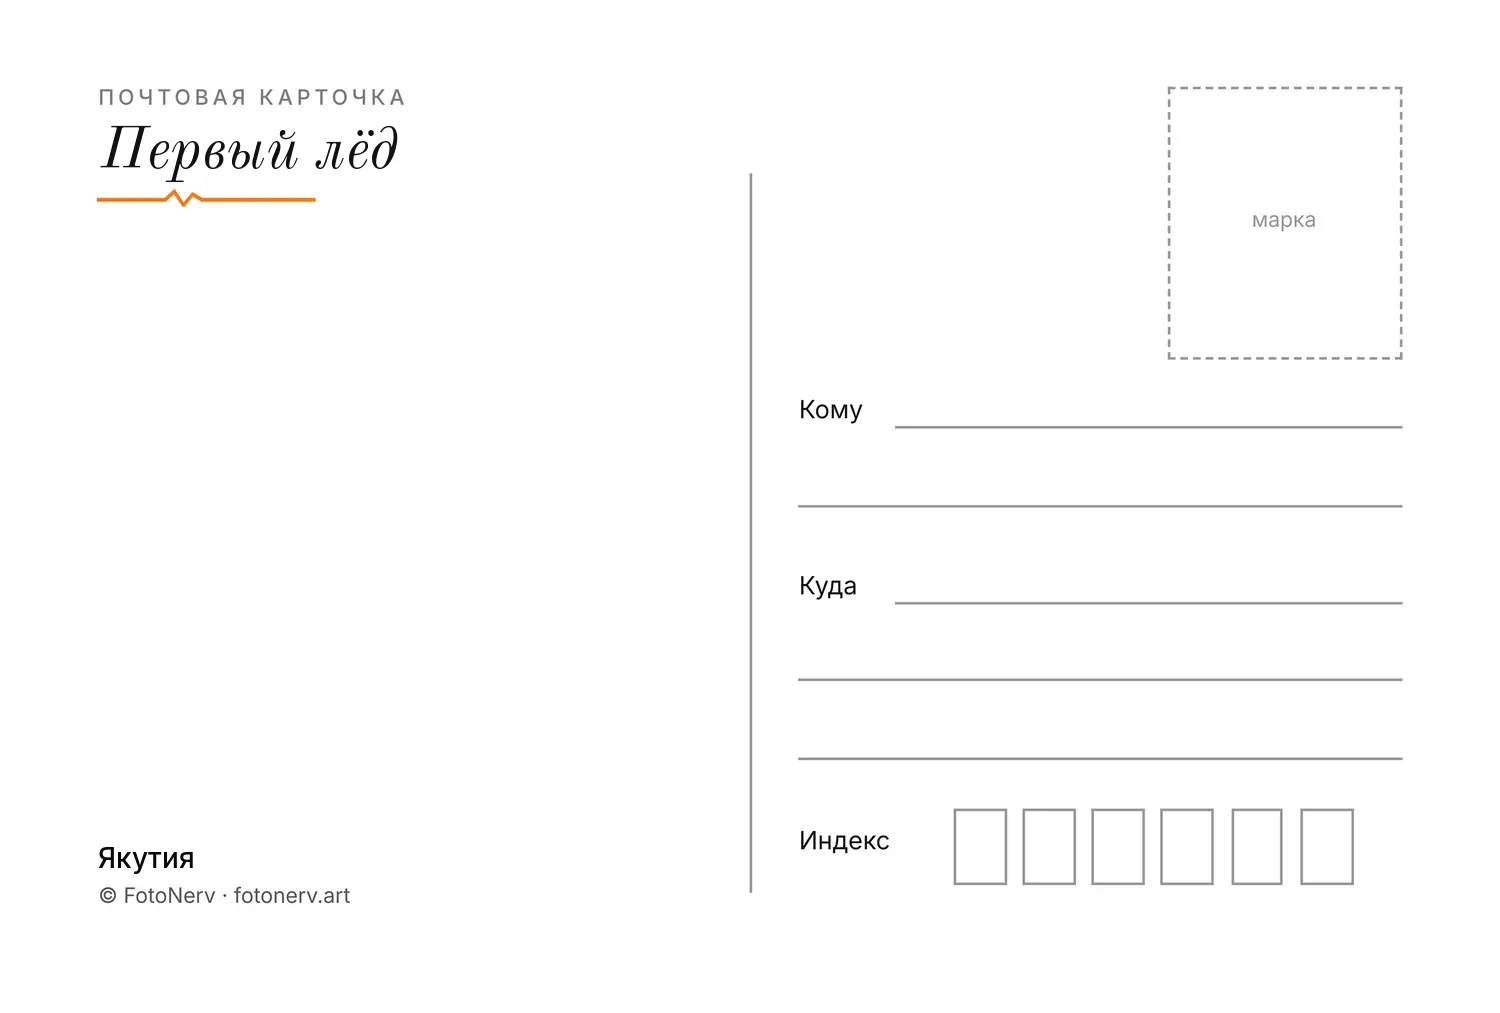 ПОЧТОВАЯ КАРТОЧКА
Первый лёд
марка
Кому
Куда
Индекс
Якутия
© FotoNerv · fotonerv.art